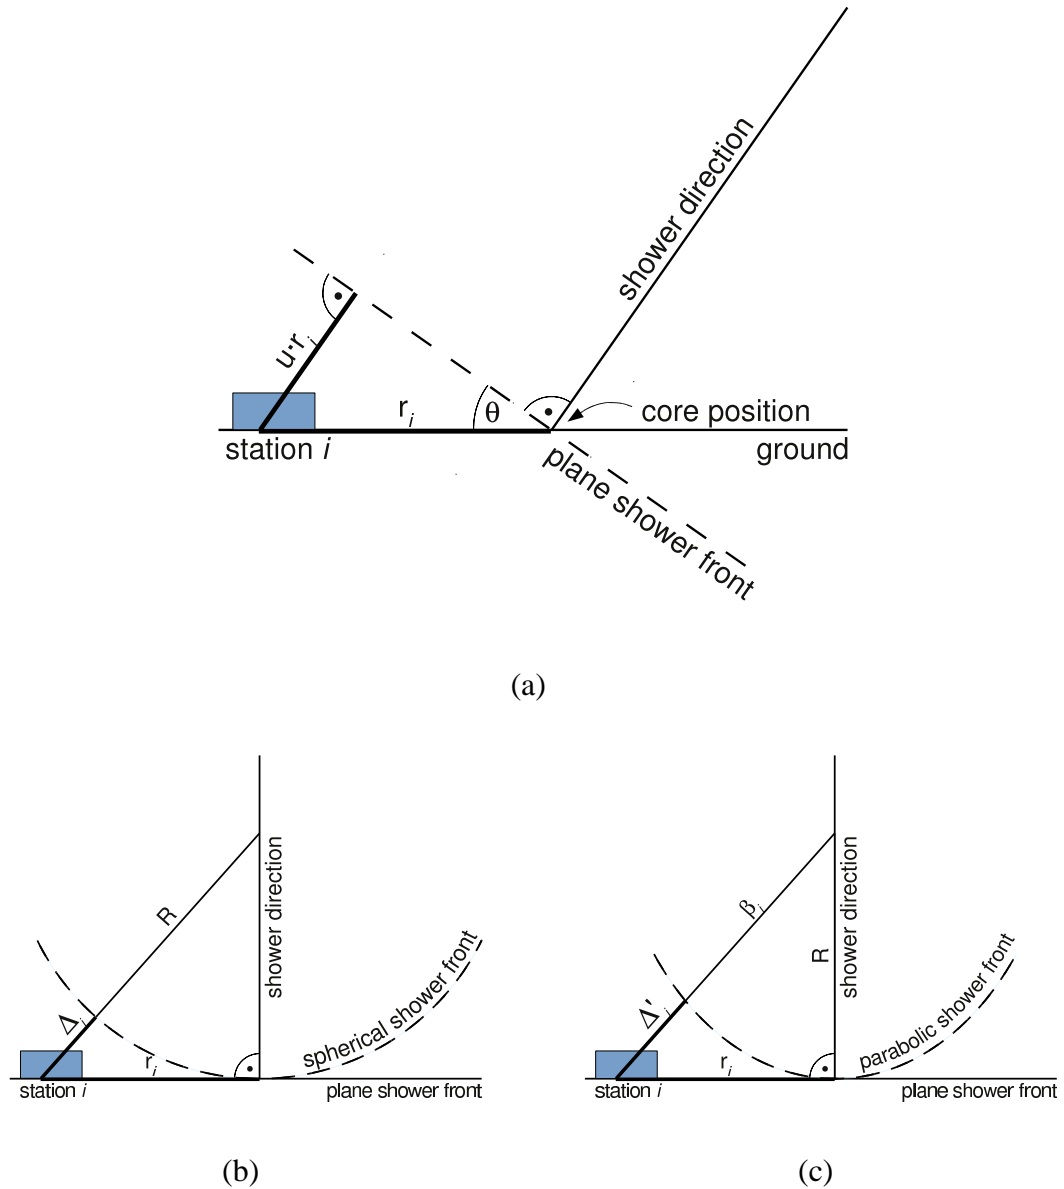 shower direction
u·r_i
r_i
θ
core position
station i
ground
plane shower front
(a)
R
shower direction
Δ_i
r_i
spherical shower front
station i
plane shower front
(b)
β_i
R
shower direction
Δ'_i
r_i
parabolic shower front
station i
plane shower front
(c)